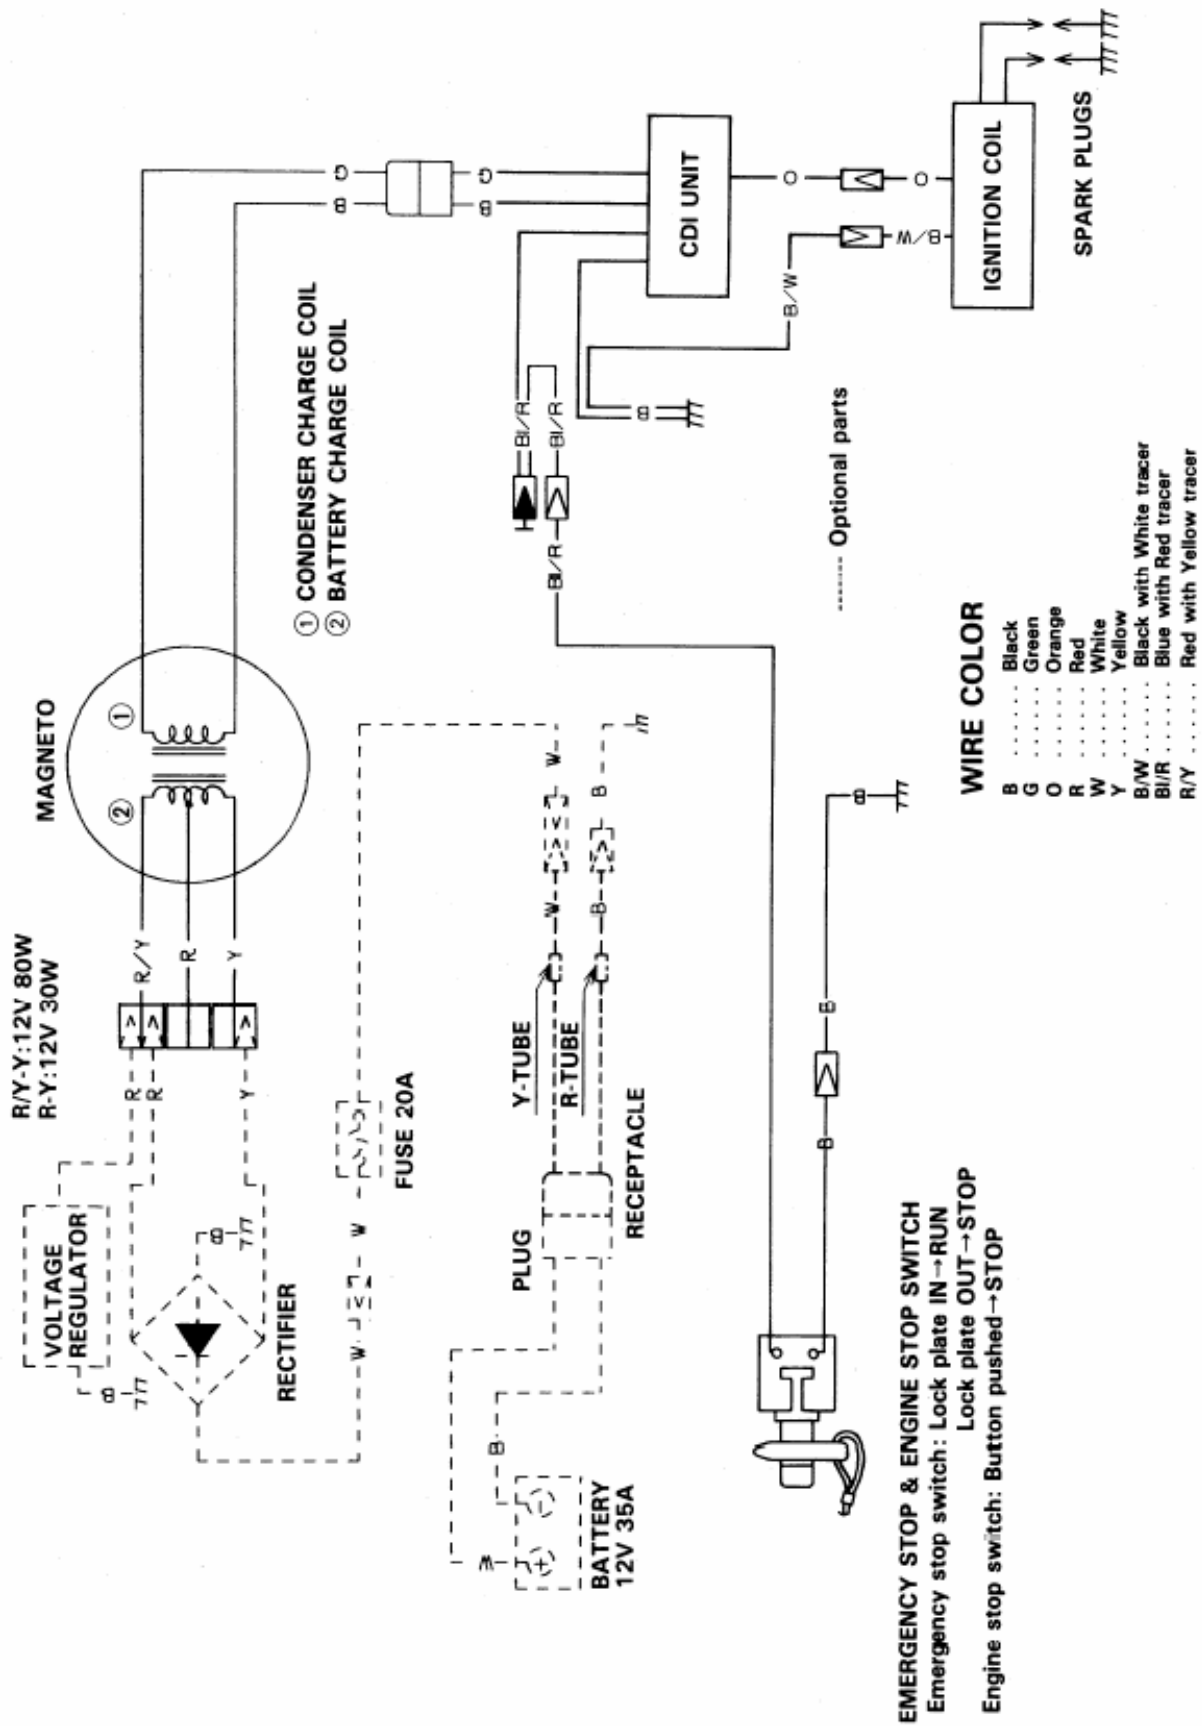 R/Y-Y:12V 80W
R-Y:12V 30W
MAGNETO
①
②
R/Y
R
Y
R
R
Y
VOLTAGE
REGULATOR
B
B
RECTIFIER
W
W
FUSE 20A
① CONDENSER CHARGE COIL
② BATTERY CHARGE COIL
G
B
G
B
CDI UNIT
O
O
B/W
B/W
IGNITION COIL
SPARK PLUGS
Bl/R
Bl/R
Bl/R
B
W
B
BATTERY
12V 35A
PLUG
RECEPTACLE
Y-TUBE
R-TUBE
W
W
B
B
B
B
B
EMERGENCY STOP & ENGINE STOP SWITCH
Emergency stop switch: Lock plate IN→RUN
Lock plate OUT→STOP
Engine stop switch: Button pushed→STOP
-------- Optional parts
WIRE COLOR
B ....... Black
G ....... Green
O ....... Orange
R ....... Red
W ....... White
Y ....... Yellow
B/W ...... Black with White tracer
Bl/R ...... Blue with Red tracer
R/Y ...... Red with Yellow tracer